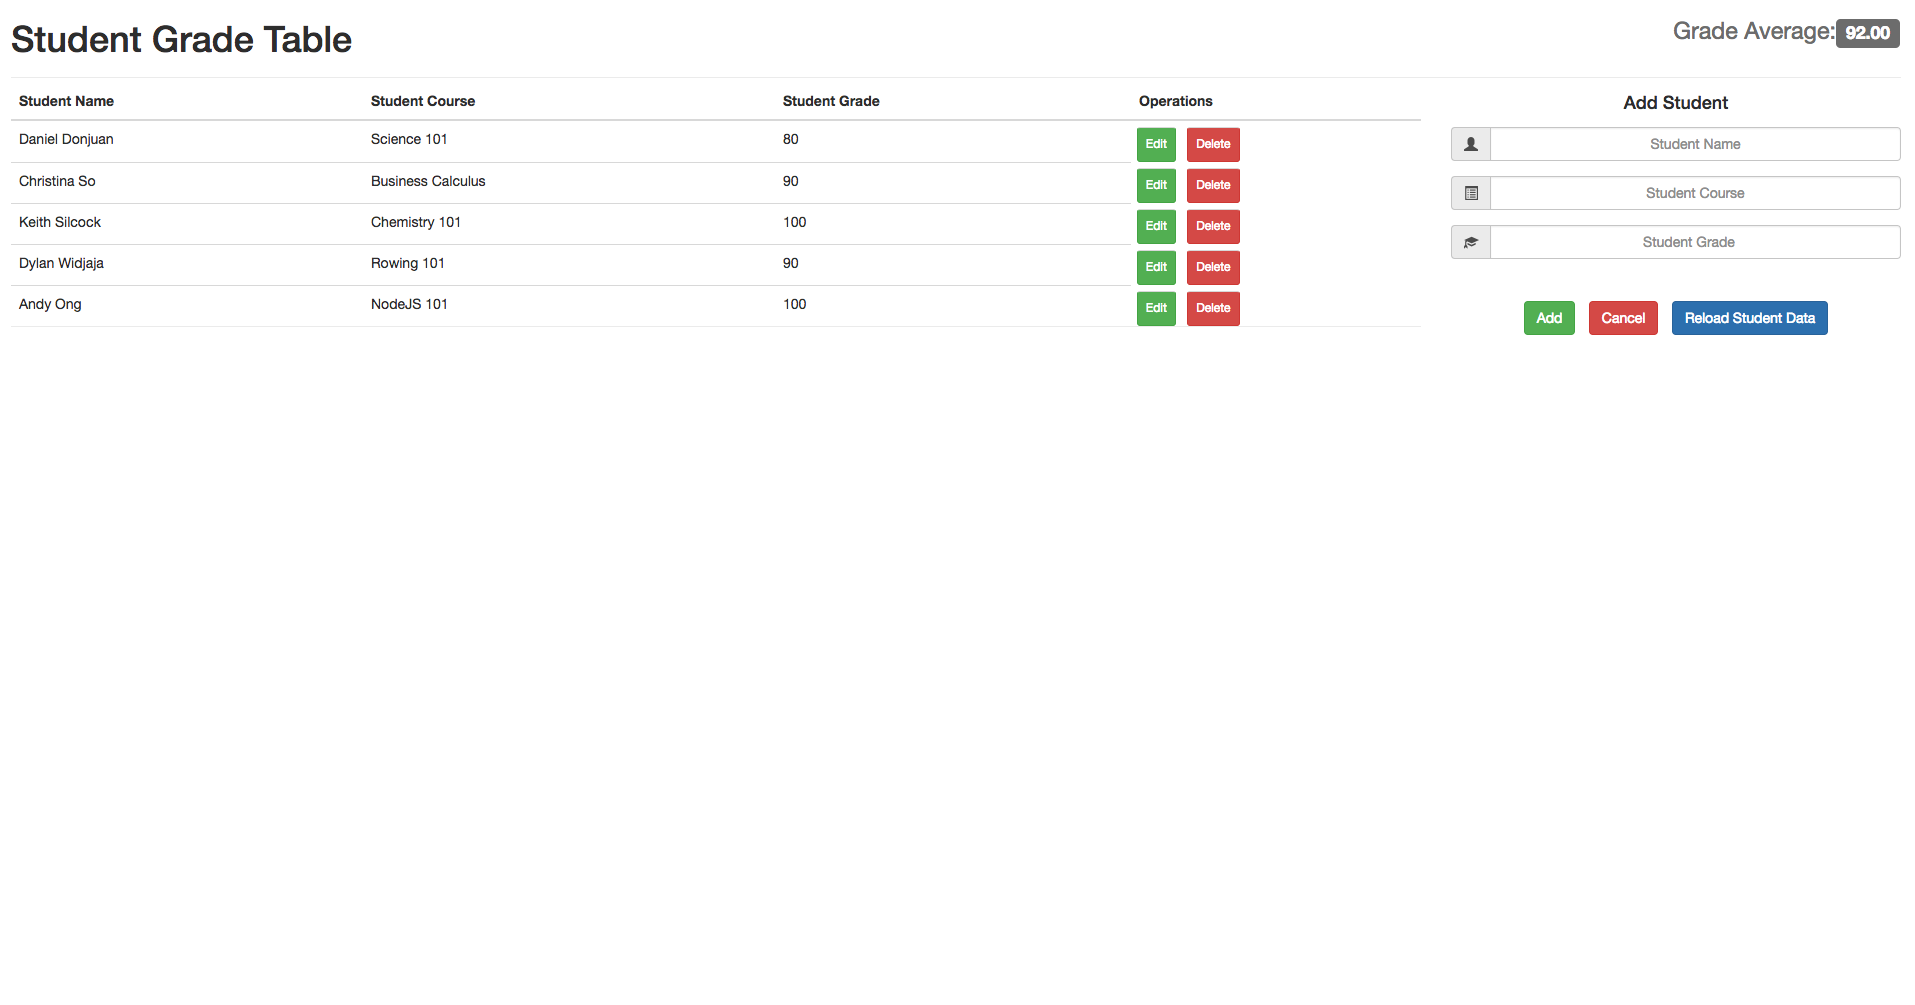 Student Grade Table
Grade Average: 92.00
Student Name Student Course Student Grade Operations
Daniel Donjuan Science 101 80 Edit Delete
Christina So Business Calculus 90 Edit Delete
Keith Silcock Chemistry 101 100 Edit Delete
Dylan Widjaja Rowing 101 90 Edit Delete
Andy Ong NodeJS 101 100 Edit Delete
Add Student
Student Name
Student Course
Student Grade
Add Cancel Reload Student Data